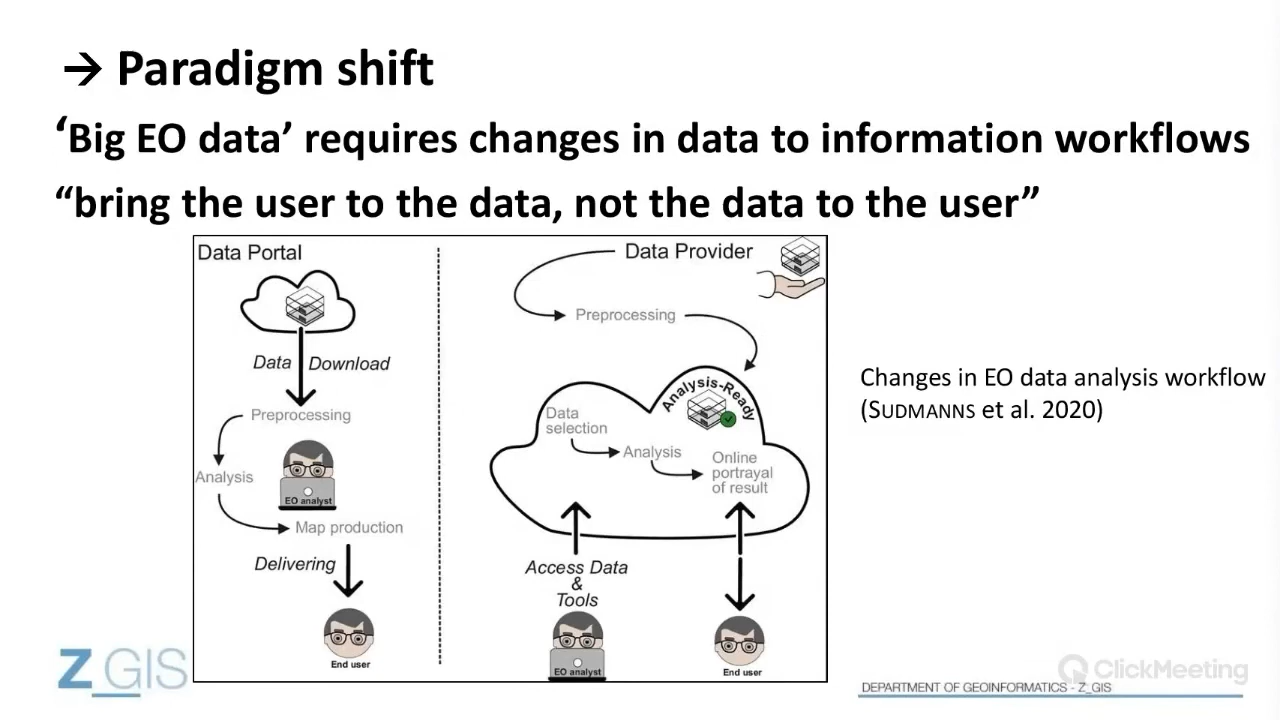 → Paradigm shift
‘Big EO data’ requires changes in data to information workflows
“bring the user to the data, not the data to the user”
Data Portal
Data Download
Preprocessing
Analysis
EO analyst
Map production
Delivering
End user
Data Provider
Preprocessing
Analysis-Ready
Data
selection
Analysis
Online
portrayal
of result
Access Data
&
Tools
EO analyst
End user
Changes in EO data analysis workflow
(SUDMANNS et al. 2020)
Z_GIS
ClickMeeting
DEPARTMENT OF GEOINFORMATICS - Z_GIS